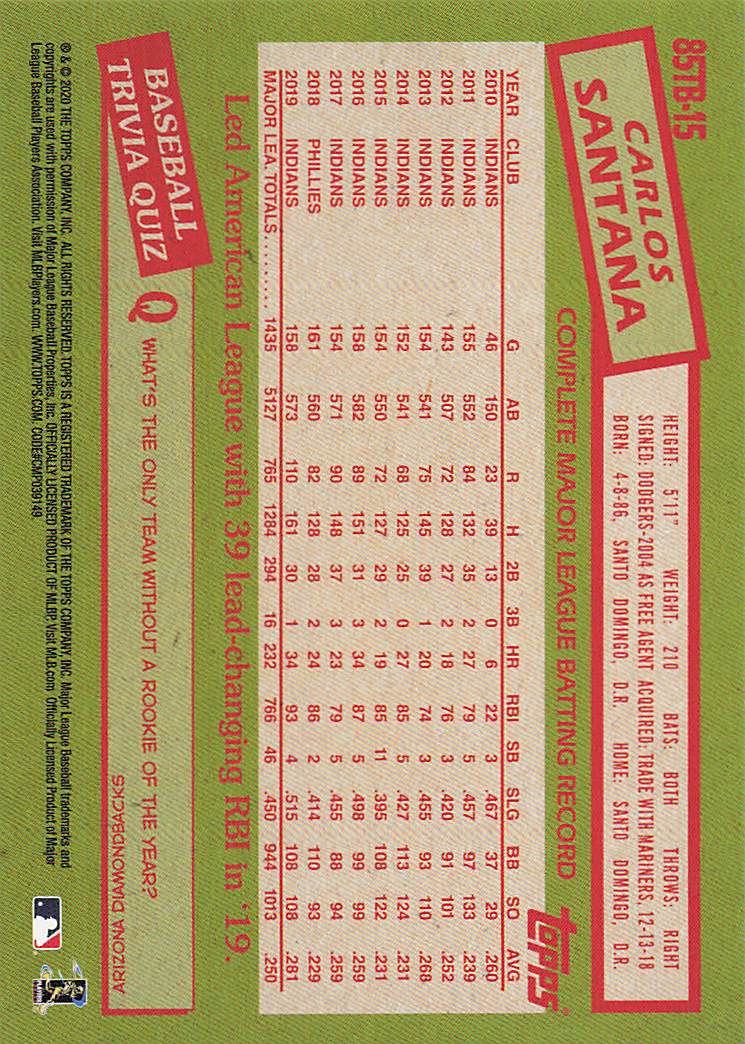 85TB-15
CARLOS
SANTANA
HEIGHT: 5'11" WEIGHT: 210 BATS: BOTH THROWS: RIGHT
SIGNED: DODGERS-2004 AS FREE AGENT ACQUIRED: TRADE WITH MARINERS, 12-13-18
BORN: 4-8-86, SANTO DOMINGO, D.R. HOME: SANTO DOMINGO, D.R.
COMPLETE MAJOR LEAGUE BATTING RECORD
topps®
YEAR CLUB G AB R H 2B 3B HR RBI SB SLG BB SO AVG
2010 INDIANS 46 150 23 39 13 0 6 22 3 .467 37 29 .260
2011 INDIANS 155 552 84 132 35 2 27 79 5 .457 97 133 .239
2012 INDIANS 143 507 72 128 27 2 18 76 3 .420 91 101 .252
2013 INDIANS 154 541 75 145 39 1 20 74 3 .455 93 110 .268
2014 INDIANS 152 541 68 125 25 0 27 85 5 .427 113 124 .231
2015 INDIANS 154 550 72 127 29 2 19 85 11 .395 108 122 .231
2016 INDIANS 158 582 89 151 31 3 34 87 5 .498 99 99 .259
2017 INDIANS 154 571 90 148 37 3 23 79 5 .455 88 94 .259
2018 PHILLIES 161 560 82 128 28 2 24 86 2 .414 110 93 .229
2019 INDIANS 158 573 110 161 30 1 34 93 4 .515 108 108 .281
MAJOR LEA. TOTALS......... 1435 5127 765 1284 294 16 232 766 46 .450 944 1013 .250
Led American League with 39 lead-changing RBI in '19.
BASEBALL
TRIVIA QUIZ
Q WHAT'S THE ONLY TEAM WITHOUT A ROOKIE OF THE YEAR?
ARIZONA DIAMONDBACKS
® & © 2020 THE TOPPS COMPANY, INC. ALL RIGHTS RESERVED. TOPPS IS A REGISTERED TRADEMARK OF THE TOPPS COMPANY, INC. Major League Baseball trademarks and
copyrights are used with permission of Major League Baseball Properties, Inc. OFFICIALLY LICENSED PRODUCT OF MLBP. Visit MLB.com Officially Licensed Product of Major
League Baseball Players Association. Visit MLBPlayers.com. WWW.TOPPS.COM. CODE#CMP039149.